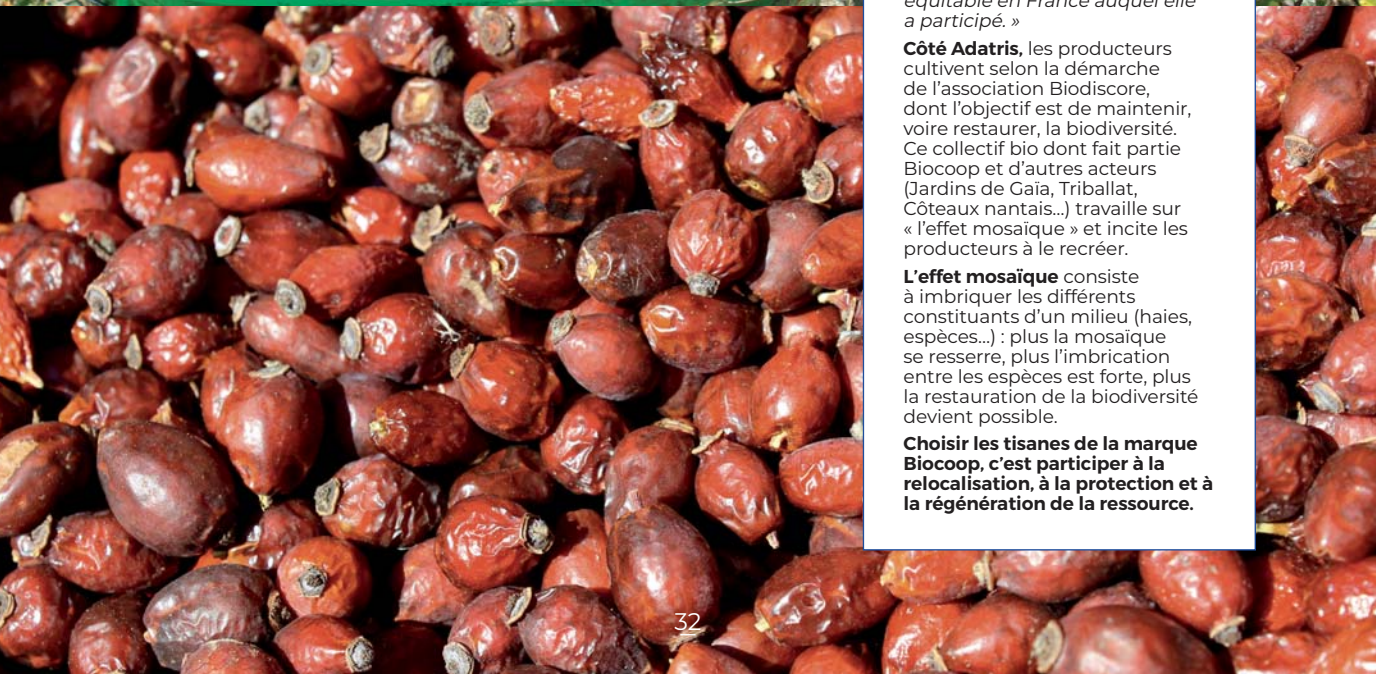 équitable en France auquel elle
a participé. »
Côté Adatris, les producteurs
cultivent selon la démarche
de l’association Biodiscore,
dont l’objectif est de maintenir,
voire restaurer, la biodiversité.
Ce collectif bio dont fait partie
Biocoop et d’autres acteurs
(Jardins de Gaïa, Triballat,
Côteaux nantais…) travaille sur
« l’effet mosaïque » et incite les
producteurs à le recréer.
L’effet mosaïque consiste
à imbriquer les différents
constituants d’un milieu (haies,
espèces…) : plus la mosaïque
se resserre, plus l’imbrication
entre les espèces est forte, plus
la restauration de la biodiversité
devient possible.
Choisir les tisanes de la marque
Biocoop, c’est participer à la
relocalisation, à la protection et à
la régénération de la ressource.
32